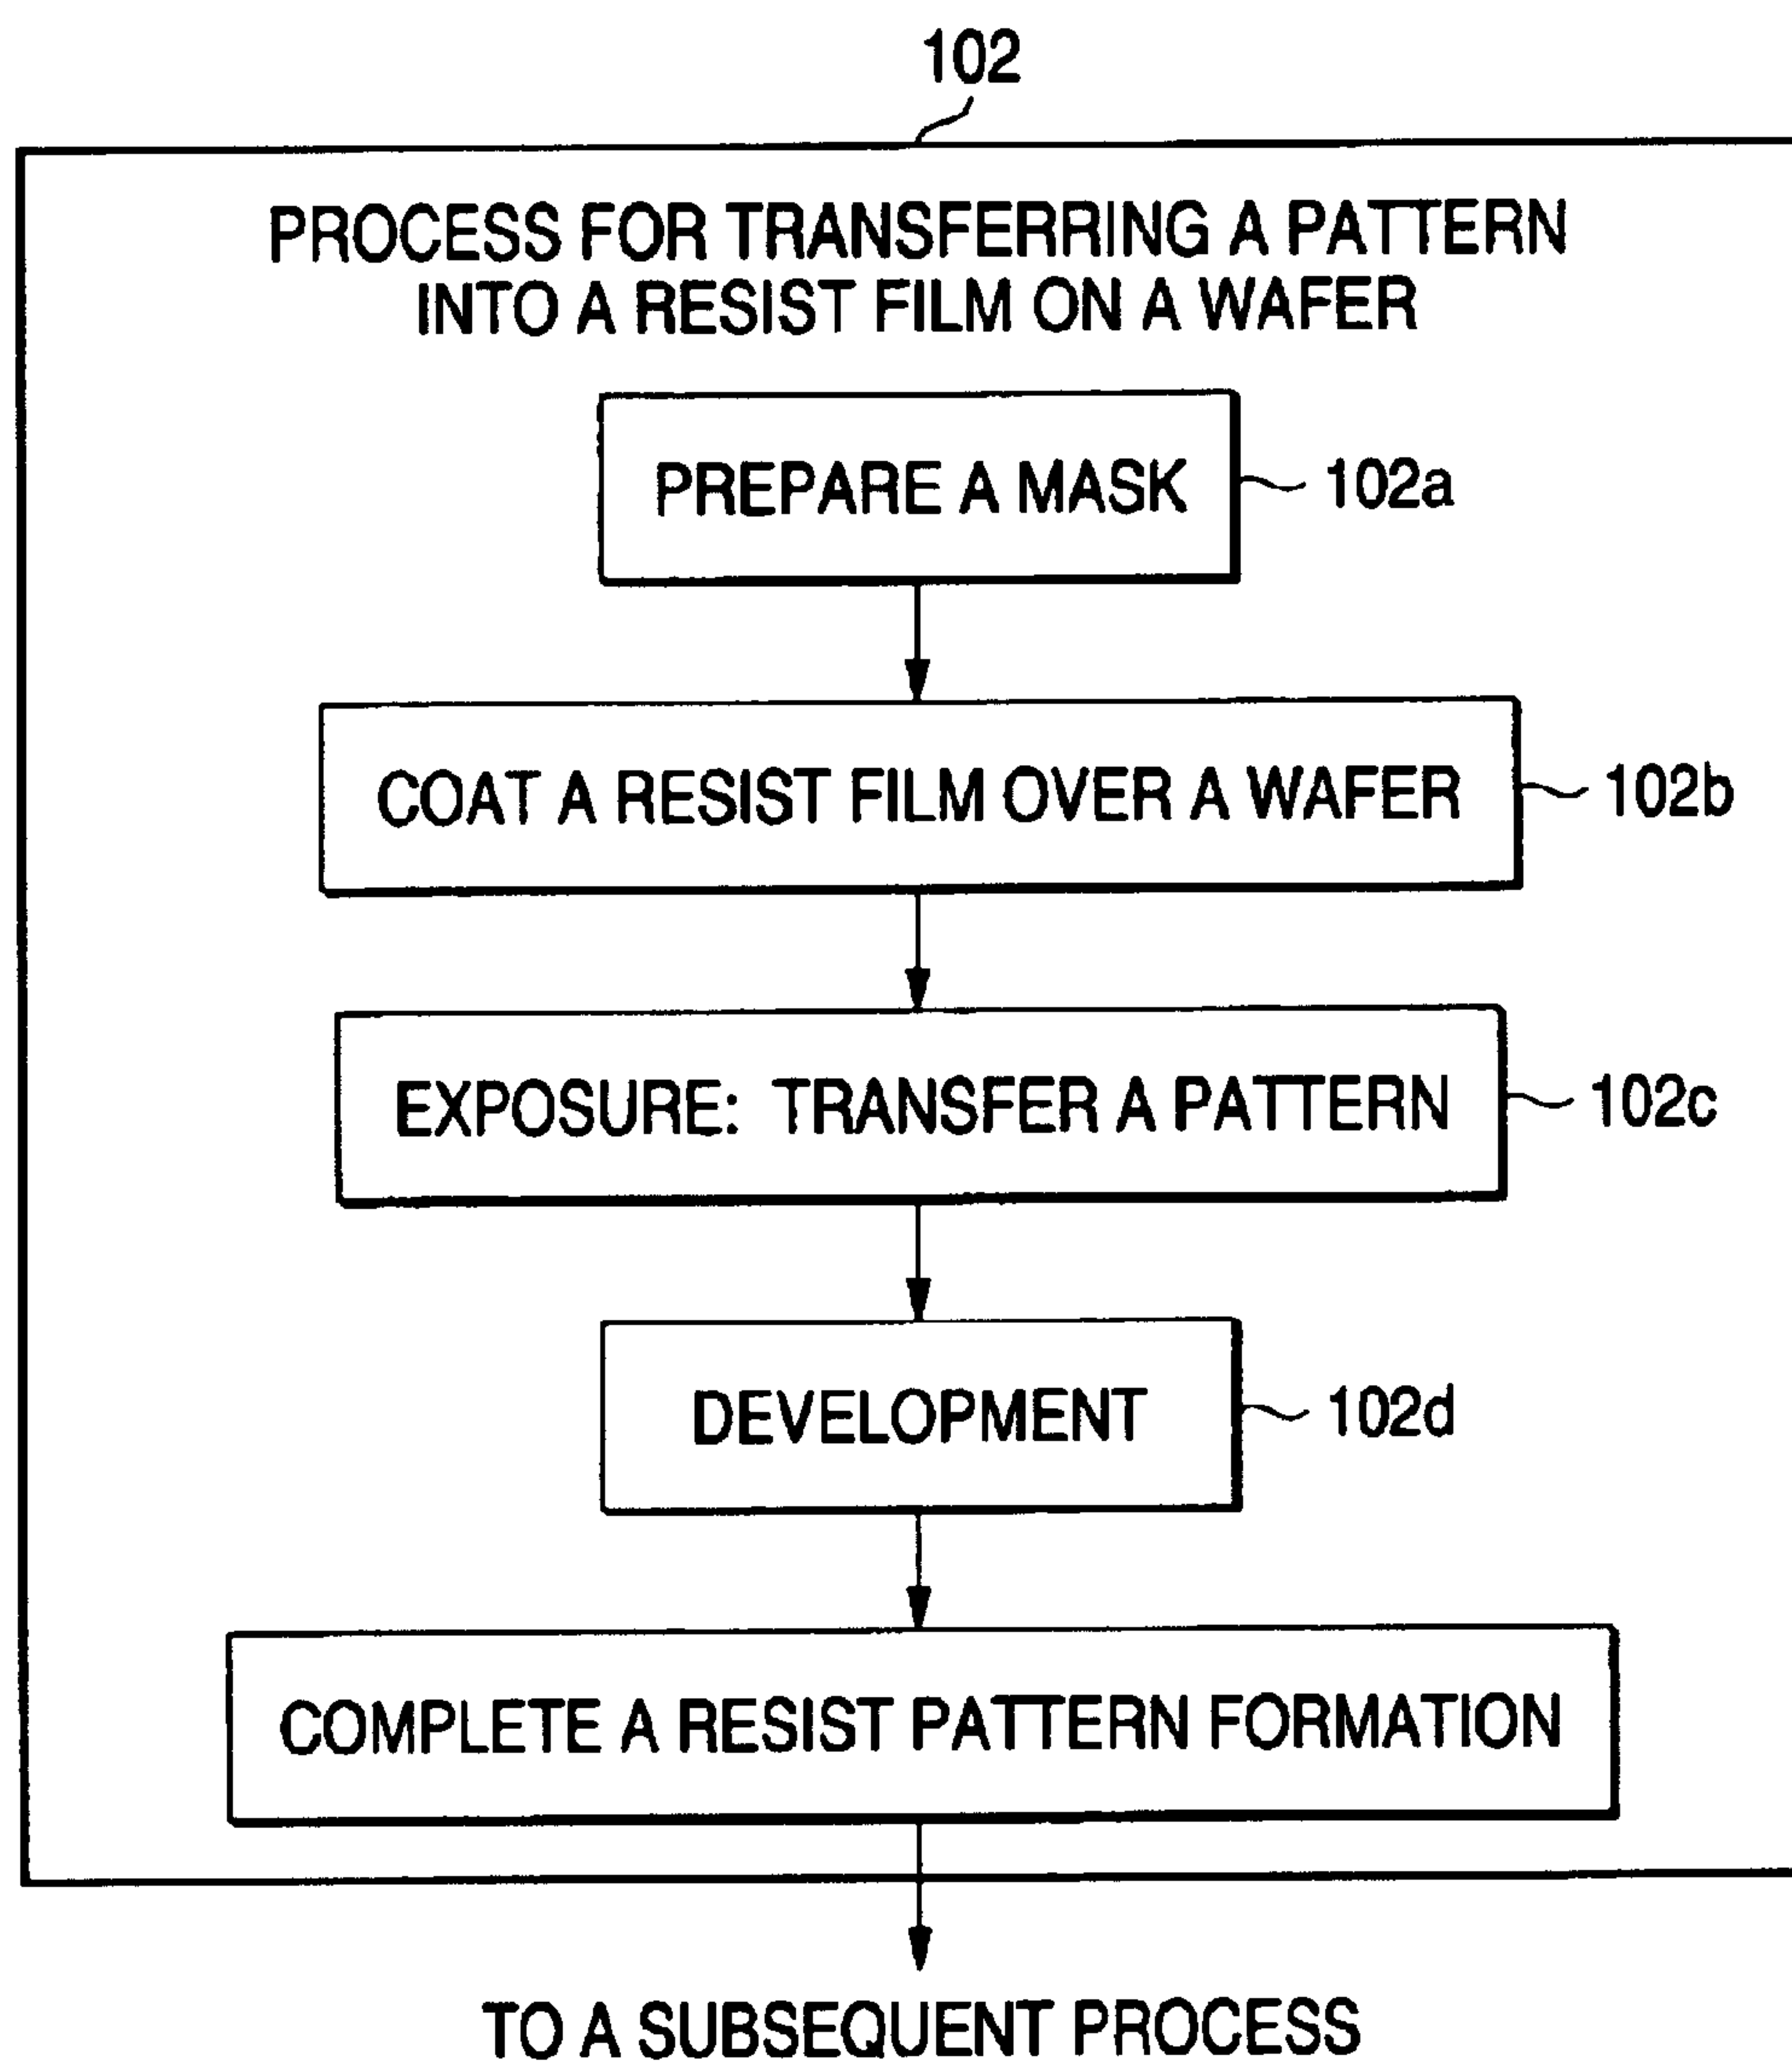 102
PROCESS FOR TRANSFERRING A PATTERN
INTO A RESIST FILM ON A WAFER
PREPARE A MASK
102a
COAT A RESIST FILM OVER A WAFER
102b
EXPOSURE: TRANSFER A PATTERN
102c
DEVELOPMENT
102d
COMPLETE A RESIST PATTERN FORMATION
TO A SUBSEQUENT PROCESS